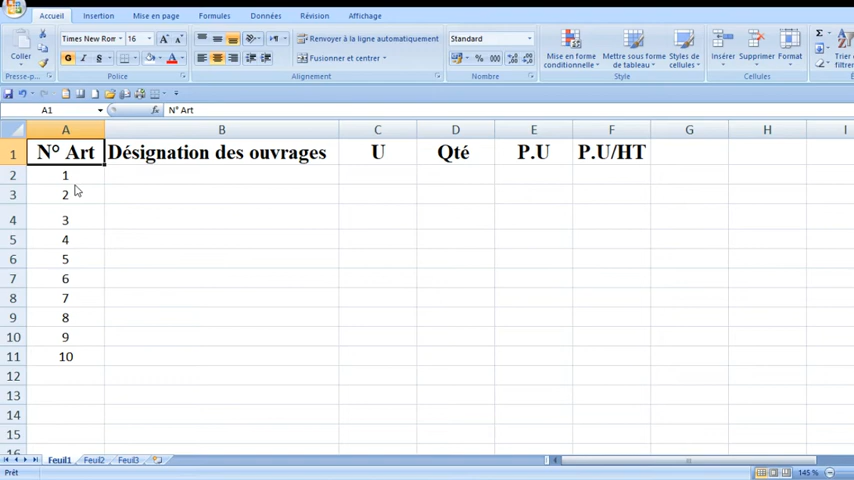 Accueil Insertion Mise en page Formules Données Révision Affichage
Coller
Times New Ror 16 A A
Renvoyer à la ligne automatiquement
Standard
G I S
Fusionner et centrer
% 000
Mise en forme conditionnelle
Mettre sous forme de tableau
Styles de cellules
Insérer Supprimer Format
Σ
Presse-p... Police Alignement Nombre Style Cellules
A1 fx N° Art
A B C D E F G H I
1 N° Art Désignation des ouvrages U Qté P.U P.U/HT
2 1
3 2
4 3
5 4
6 5
7 6
8 7
9 8
10 9
11 10
12
13
14
15
16
Feuil1 Feuil2 Feuil3
Prêt 145 %